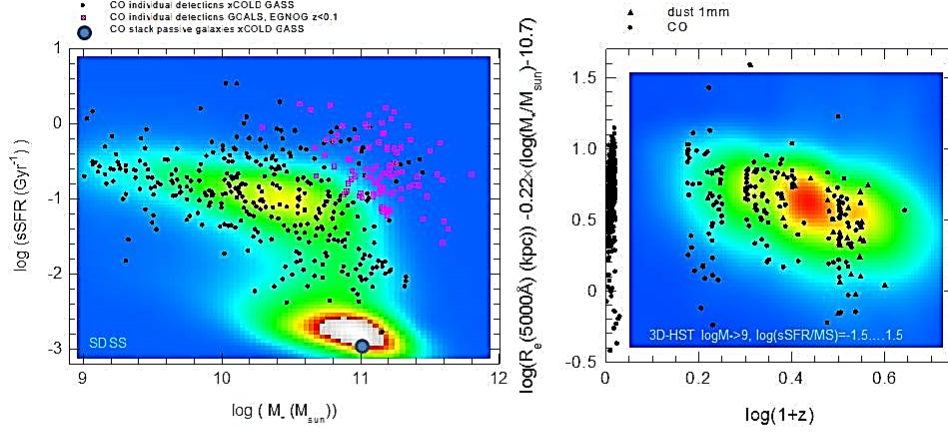 CO individual detections xCOLD GASS
CO individual detections GCALS, EGNOG z<0.1
CO stack passive galaxies xCOLD GASS
log (sSFR (Gyr⁻¹))
1
0
-1
-2
-3
SDSS
9
10
11
12
log ( M* (Msun))
dust 1mm
CO
log(Re (5000Å) (kpc)) -0.22×(log(M*/Msun)-10.7)
1.5
1.0
0.5
0
-0.5
3D-HST logM*>9, log(sSFR/MS)=-1.5....1.5
0
0.2
0.4
0.6
log(1+z)